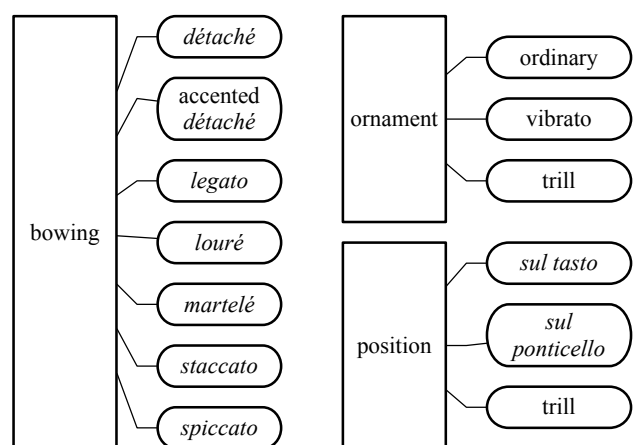 bowing
détaché
accented
détaché
legato
louré
martelé
staccato
spiccato
ornament
ordinary
vibrato
trill
position
sul tasto
sul
ponticello
trill